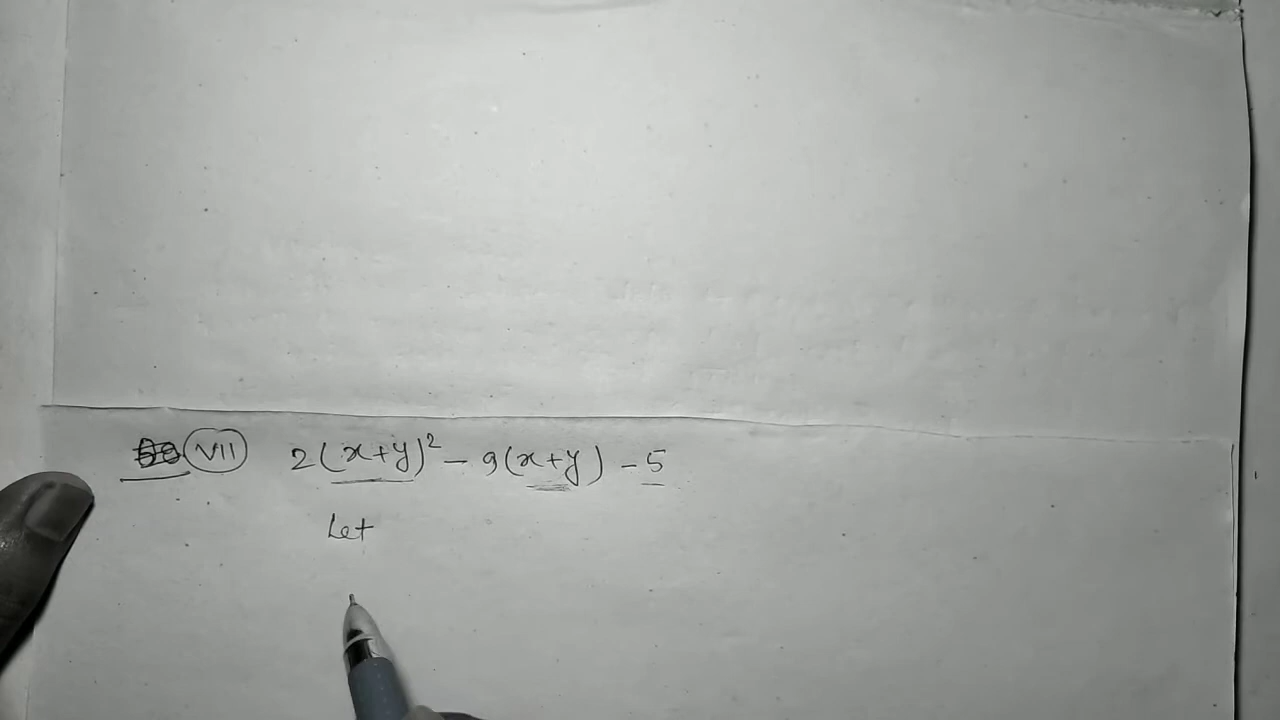 (VII) 2(x+y)² - 9(x+y) - 5
Let